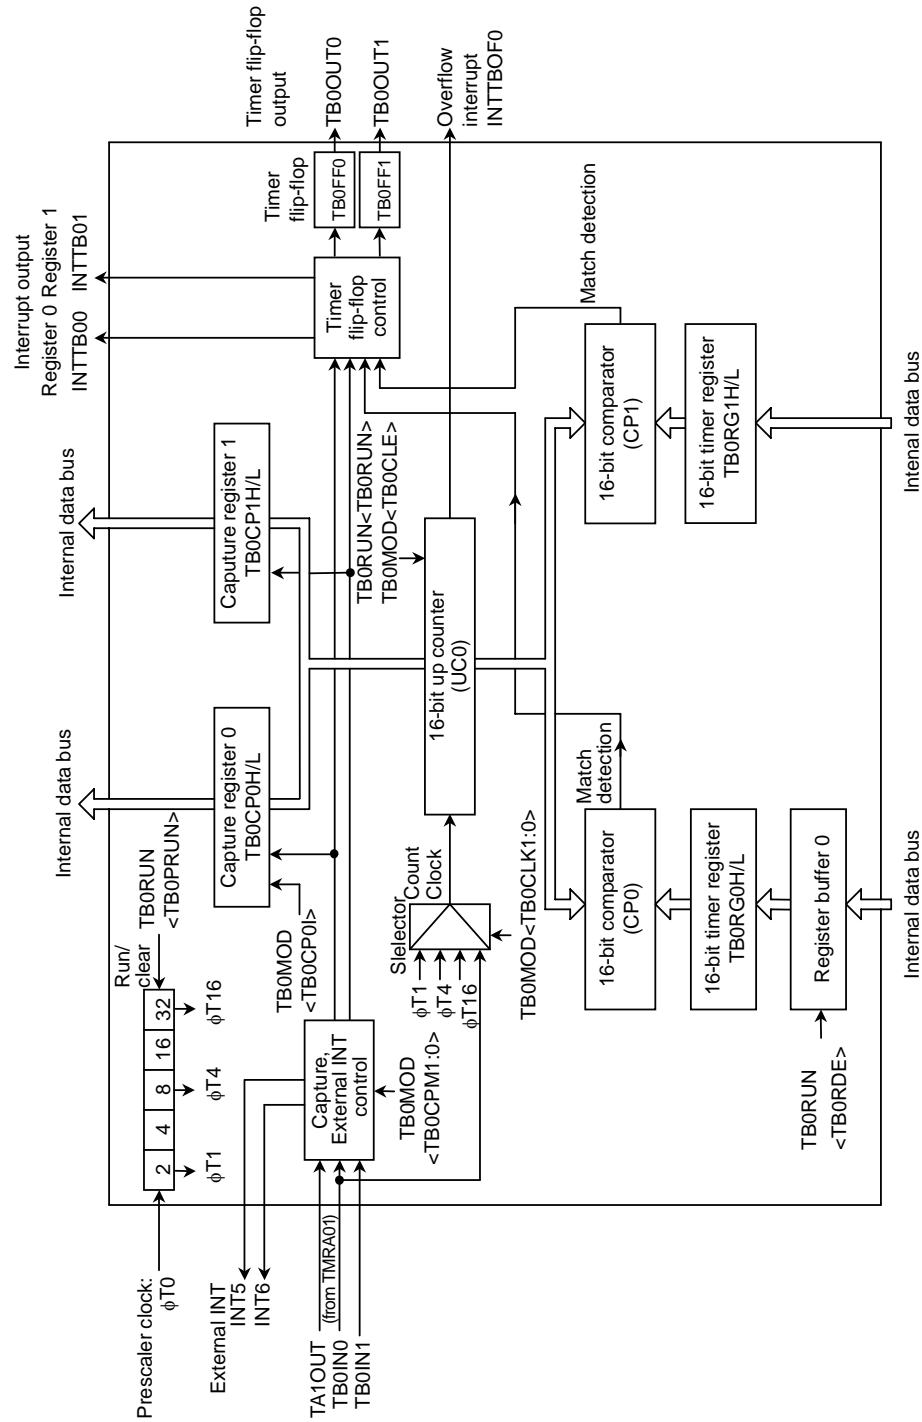 Prescaler clock:
φT0
2
4
8
16
32
Run/
clear
TB0RUN
<TB0PRUN>
φT1
φT4
φT16
Internal data bus
Internal data bus
Interrupt output
Register 0 Register 1
INTTB00 INTTB01
External INT
INT5
INT6
TA1OUT
(from TMRA01)
TB0IN0
TB0IN1
Capture,
External INT
control
TB0MOD
<TB0CPM1:0>
TB0MOD
<TB0CP0I>
Capture register 0
TB0CP0H/L
Caputure register 1
TB0CP1H/L
TB0RUN<TB0RUN>
TB0MOD<TB0CLE>
Timer
flip-flop
control
Timer
flip-flop
TB0FF0
TB0FF1
Timer flip-flop
output
TB0OUT0
TB0OUT1
Overflow
interrupt
INTTBOF0
Slelector
Count
Clock
φT1
φT4
φT16
TB0MOD<TB0CLK1:0>
16-bit up counter
(UC0)
Match
detection
Match detection
16-bit comparator
(CP0)
16-bit comparator
(CP1)
16-bit timer register
TB0RG0H/L
16-bit timer register
TB0RG1H/L
Register buffer 0
TB0RUN
<TB0RDE>
Internal data bus
Intenal data bus